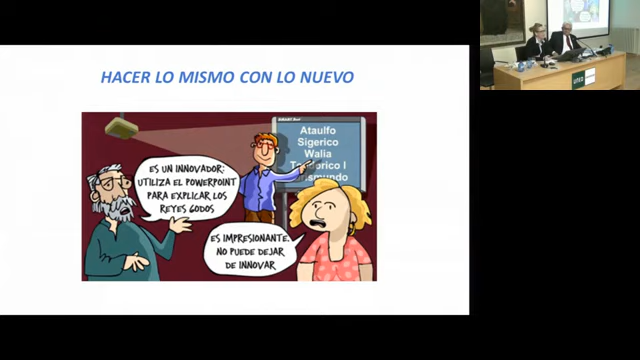 HACER LO MISMO CON LO NUEVO
Ataulfo
Sigerico
Walia
ES UN INNOVADOR:
UTILIZA EL POWERPOINT
PARA EXPLICAR LOS
REYES GODOS
ES IMPRESIONANTE.
NO PUEDE DEJAR
DE INNOVAR
UNED